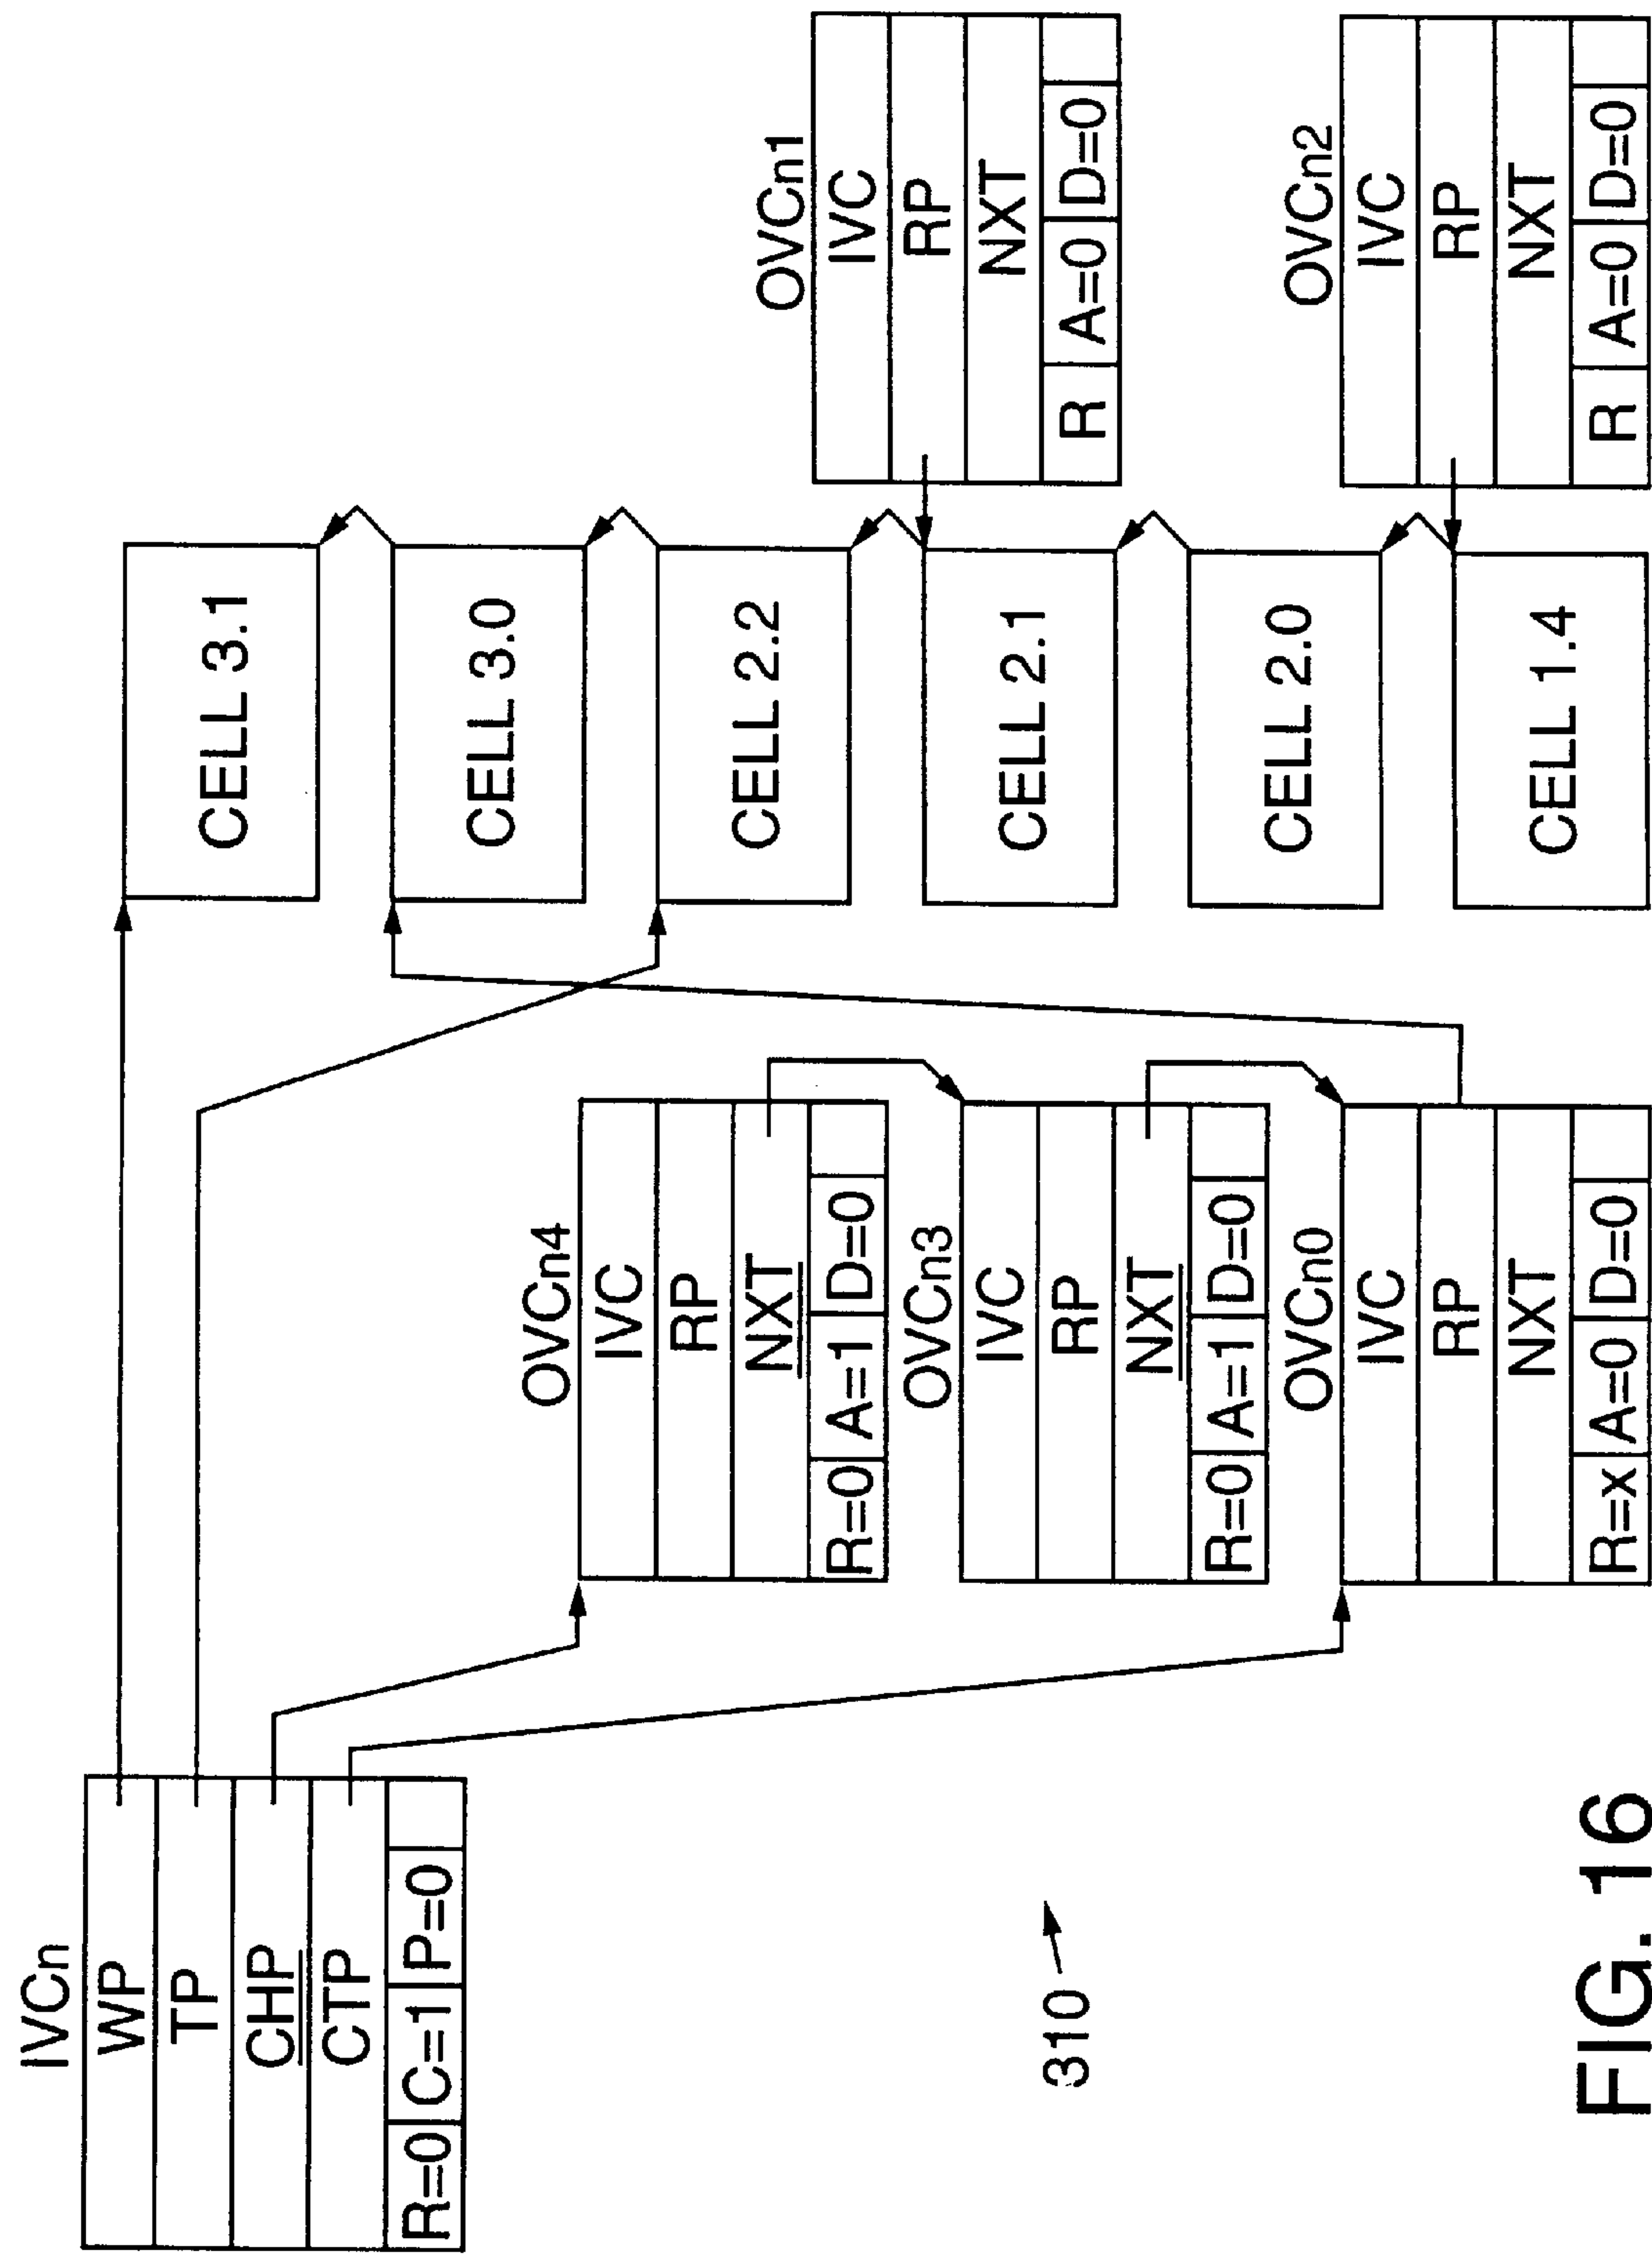 IVCn
WP
TP
CHP
CTP
R=0 C=1 P=0
OVCn4
IVC
RP
NXT
R=0 A=1 D=0
OVCn3
IVC
RP
NXT
R=0 A=1 D=0
OVCn0
IVC
RP
NXT
R=x A=0 D=0
CELL 3.1
CELL 3.0
CELL 2.2
CELL 2.1
CELL 2.0
CELL 1.4
OVCn1
IVC
RP
NXT
R A=0 D=0
OVCn2
IVC
RP
NXT
R A=0 D=0
310
FIG. 16